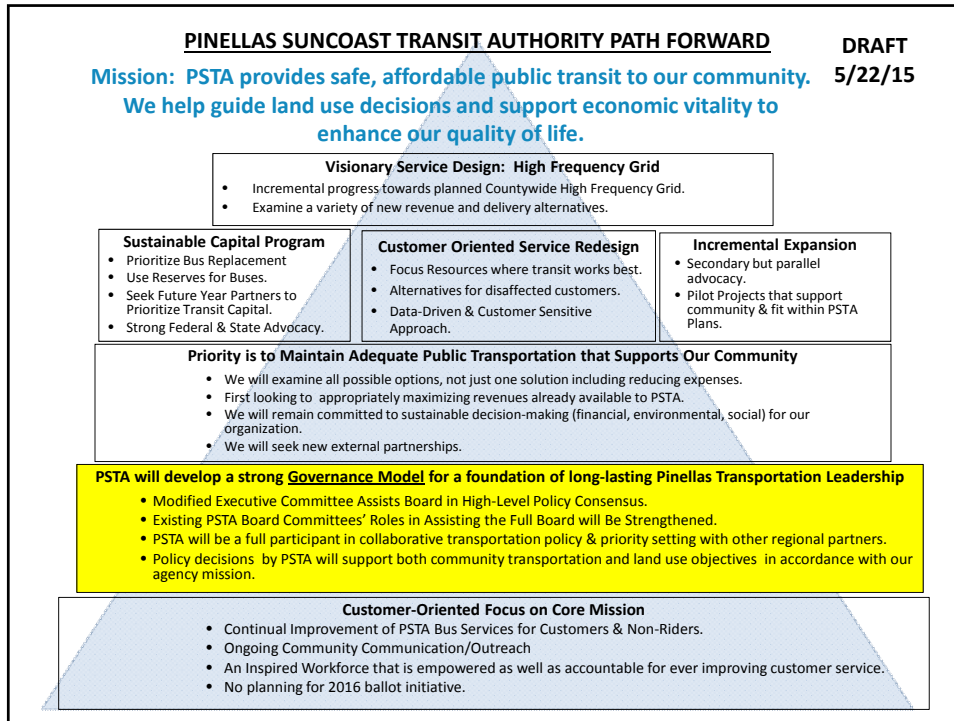 PINELLAS SUNCOAST TRANSIT AUTHORITY PATH FORWARD
DRAFT
5/22/15
Mission: PSTA provides safe, affordable public transit to our community.
We help guide land use decisions and support economic vitality to
enhance our quality of life.
Visionary Service Design: High Frequency Grid
• Incremental progress towards planned Countywide High Frequency Grid.
• Examine a variety of new revenue and delivery alternatives.
Sustainable Capital Program
• Prioritize Bus Replacement
• Use Reserves for Buses.
• Seek Future Year Partners to
Prioritize Transit Capital.
• Strong Federal & State Advocacy.
Customer Oriented Service Redesign
• Focus Resources where transit works best.
• Alternatives for disaffected customers.
• Data-Driven & Customer Sensitive
Approach.
Incremental Expansion
• Secondary but parallel
advocacy.
• Pilot Projects that support
community & fit within PSTA
Plans.
Priority is to Maintain Adequate Public Transportation that Supports Our Community
• We will examine all possible options, not just one solution including reducing expenses.
• First looking to appropriately maximizing revenues already available to PSTA.
• We will remain committed to sustainable decision-making (financial, environmental, social) for our
organization.
• We will seek new external partnerships.
PSTA will develop a strong Governance Model for a foundation of long-lasting Pinellas Transportation Leadership
• Modified Executive Committee Assists Board in High-Level Policy Consensus.
• Existing PSTA Board Committees' Roles in Assisting the Full Board will Be Strengthened.
• PSTA will be a full participant in collaborative transportation policy & priority setting with other regional partners.
• Policy decisions by PSTA will support both community transportation and land use objectives in accordance with our
agency mission.
Customer-Oriented Focus on Core Mission
• Continual Improvement of PSTA Bus Services for Customers & Non-Riders.
• Ongoing Community Communication/Outreach
• An Inspired Workforce that is empowered as well as accountable for ever improving customer service.
• No planning for 2016 ballot initiative.